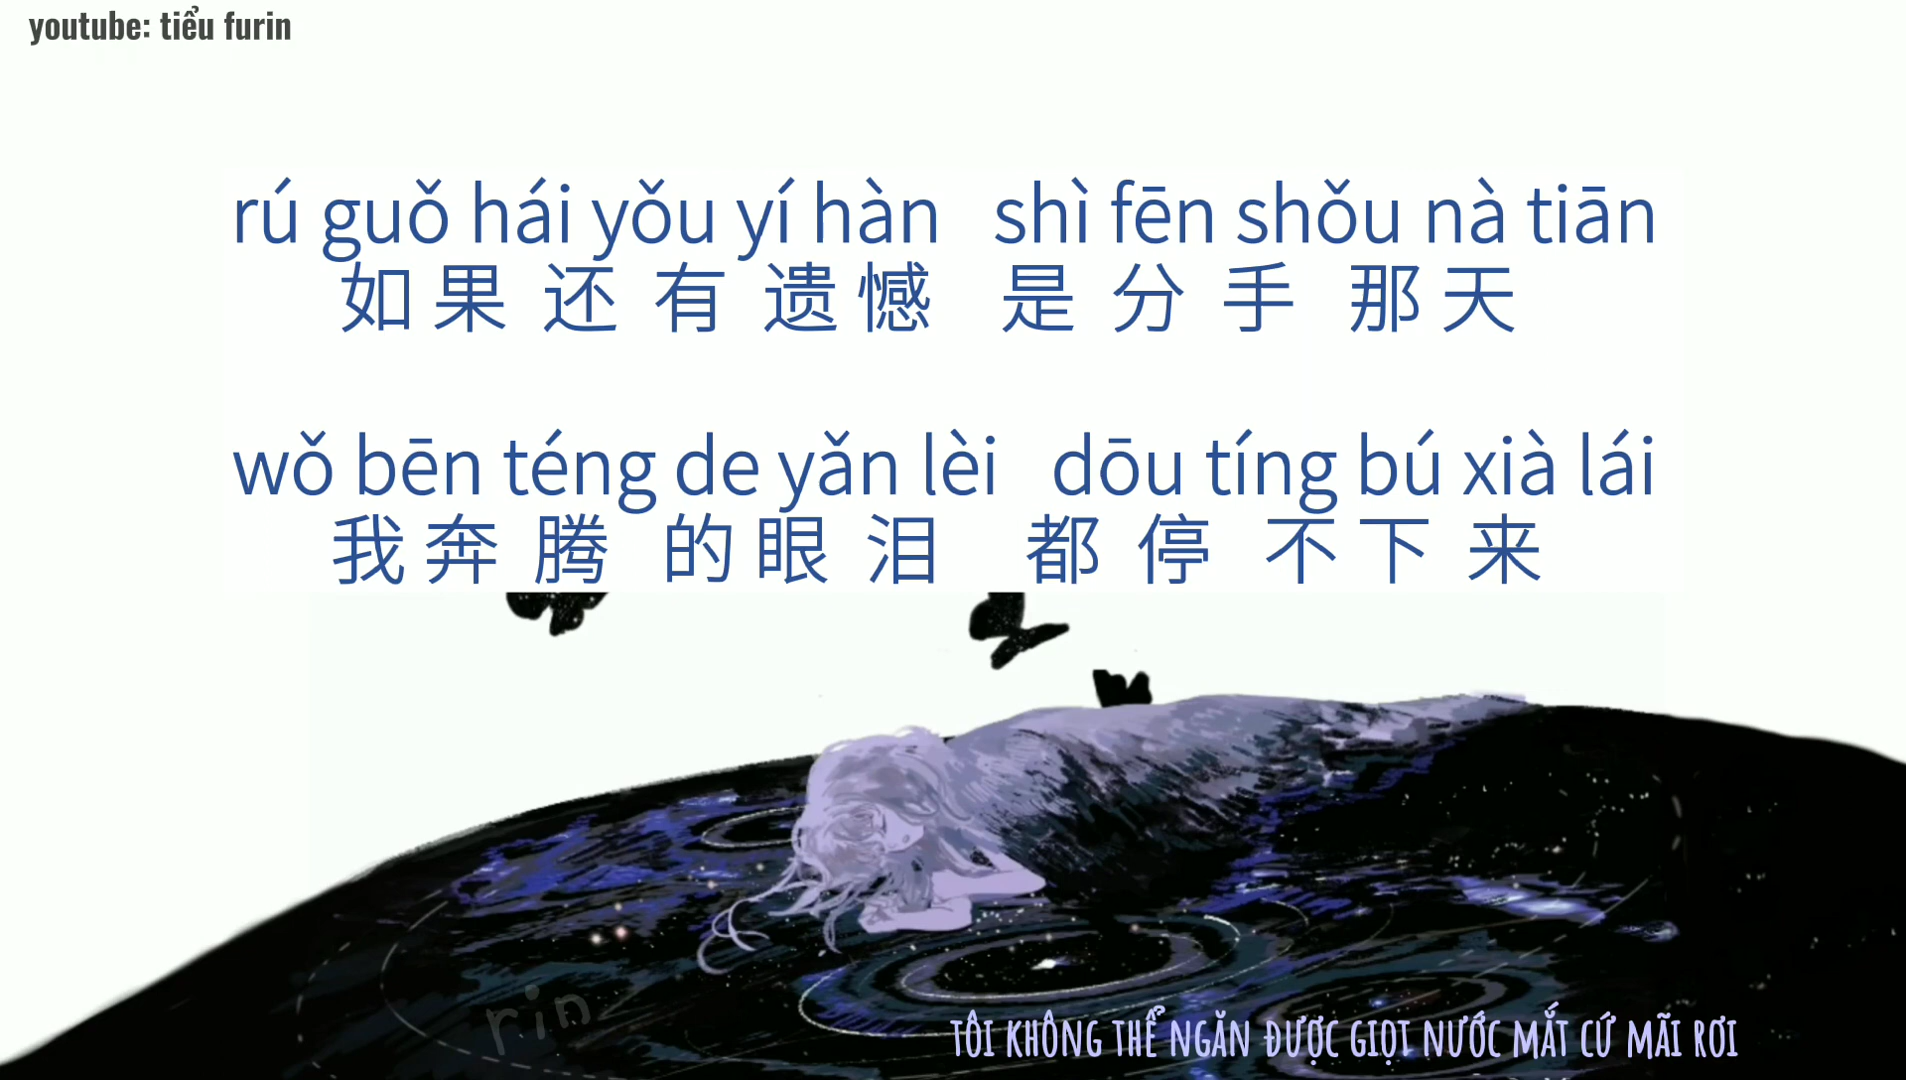 youtube: tiểu furin
rú guǒ hái yǒu yí hàn shì fēn shǒu nà tiān
如果还有遗憾 是分手那天
wǒ bēn téng de yǎn lèi dōu tíng bú xià lái
我奔腾的眼泪 都停不下来
rin
TÔI KHÔNG THỂ NGĂN ĐƯỢC GIỌT NƯỚC MẮT CỨ MÃI RƠI